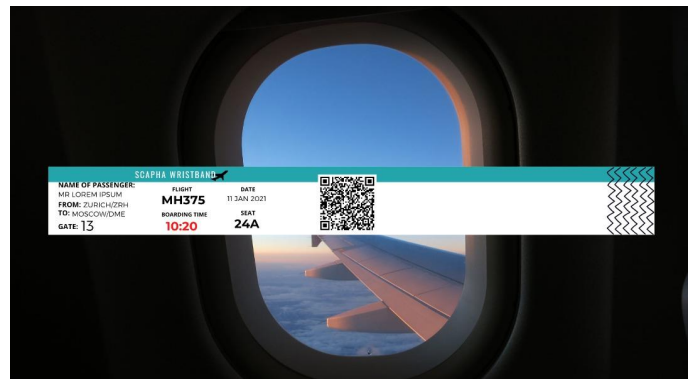 SCAPHA WRISTBAND
NAME OF PASSENGER:
MR LOREM IPSUM
FROM: ZURICH/ZRH
TO: MOSCOW/DME
GATE: 13
FLIGHT
MH375
BOARDING TIME
10:20
DATE
11 JAN 2021
SEAT
24A